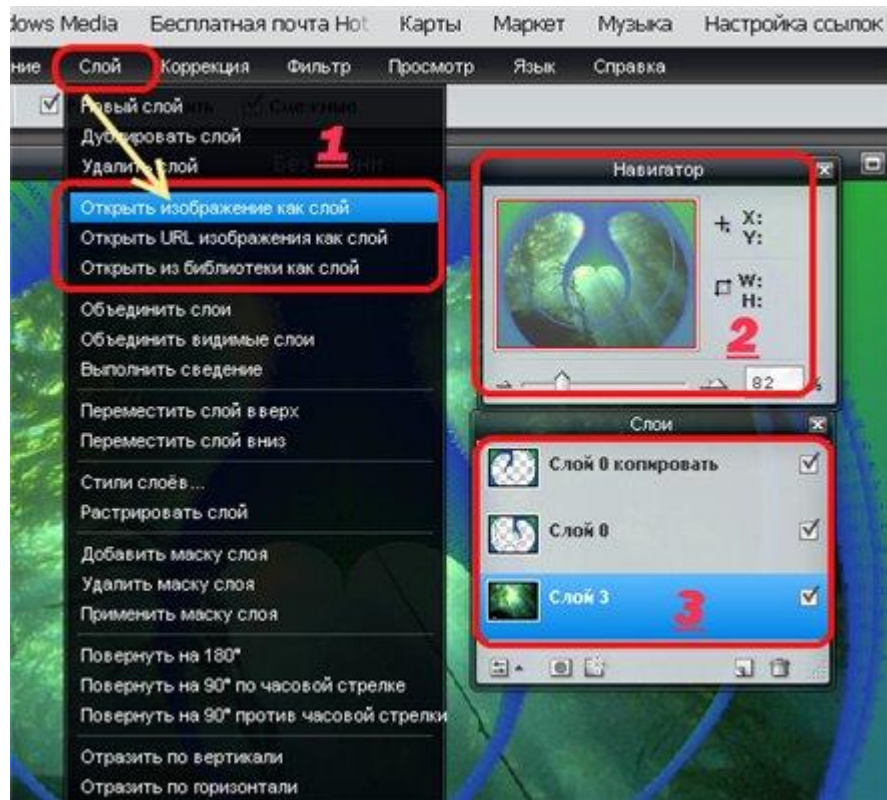 dows Media Бесплатная почта Hot Карты Маркет Музыка Настройка ссылок
ние Слой Коррекция Фильтр Просмотр Язык Справка
Новый слой Смежные
Дублировать слой
1
Удалить слой
Открыть изображение как слой
Открыть URL изображения как слой
Открыть из библиотеки как слой
Объединить слои
Объединить видимые слои
Выполнить сведение
Переместить слой вверх
Переместить слой вниз
Стили слоёв...
Растрировать слой
Добавить маску слоя
Удалить маску слоя
Применить маску слоя
Повернуть на 180°
Повернуть на 90° по часовой стрелке
Повернуть на 90° против часовой стрелки
Отразить по вертикали
Отразить по горизонтали
Навигатор
X:
Y:
W:
H:
2
82 %
Слои
Слой 0 копировать
Слой 0
Слой 3
3